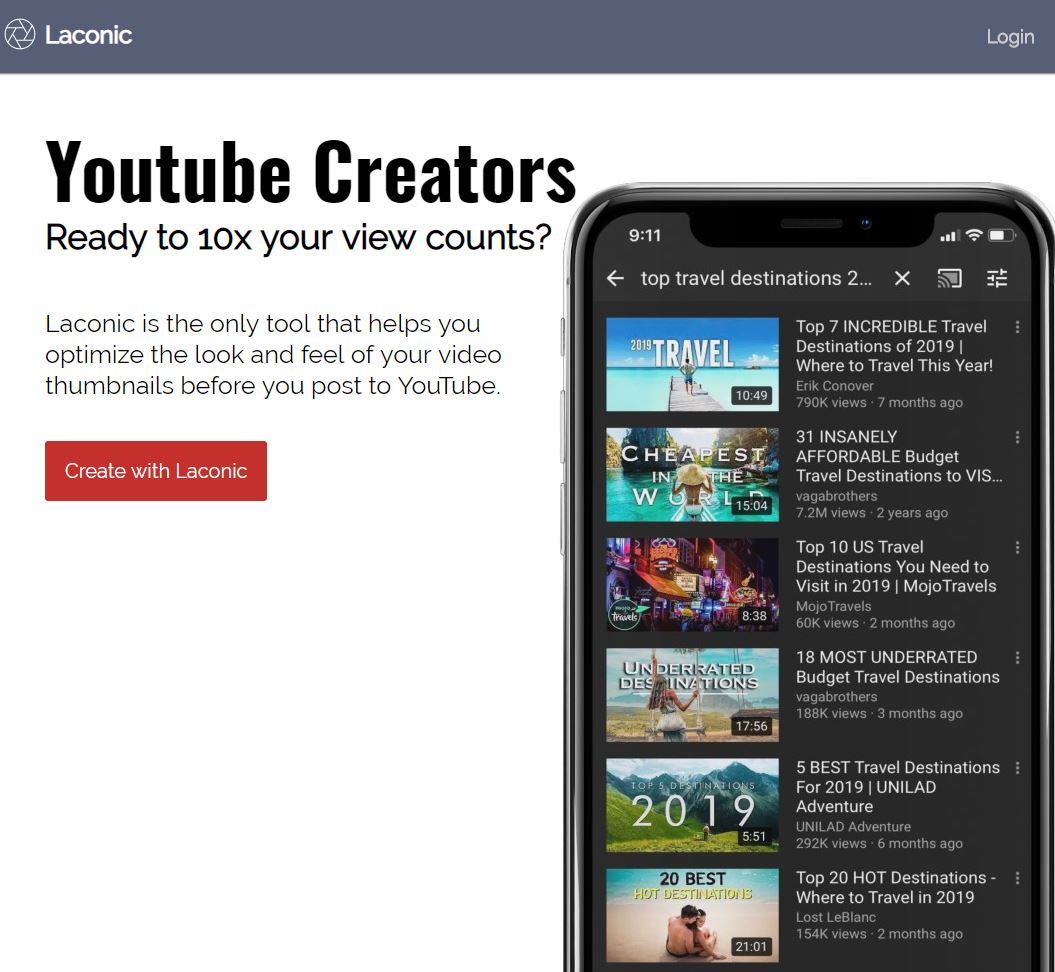 Laconic
Login
Youtube Creators
Ready to 10x your view counts?
Laconic is the only tool that helps you
optimize the look and feel of your video
thumbnails before you post to YouTube.
Create with Laconic
9:11
top travel destinations 2...
2019 TRAVEL
10:49
Top 7 INCREDIBLE Travel
Destinations of 2019 |
Where to Travel This Year!
Erik Conover
790K views · 7 months ago
CHEAPEST
IN THE
WORLD
15:04
31 INSANELY
AFFORDABLE Budget
Travel Destinations to VIS...
vagabrothers
7.2M views · 2 years ago
mojo
Travels
8:38
Top 10 US Travel
Destinations You Need to
Visit in 2019 | MojoTravels
MojoTravels
60K views · 2 months ago
UNDERRATED
DESTINATIONS
17:56
18 MOST UNDERRATED
Budget Travel Destinations
vagabrothers
188K views · 3 months ago
TOP 5 DESTINATIONS
2019
5:51
5 BEST Travel Destinations
For 2019 | UNILAD
Adventure
UNILAD Adventure
292K views · 6 months ago
20 BEST
HOT DESTINATIONS
21:01
Top 20 HOT Destinations -
Where to Travel in 2019
Lost LeBlanc
154K views · 2 months ago